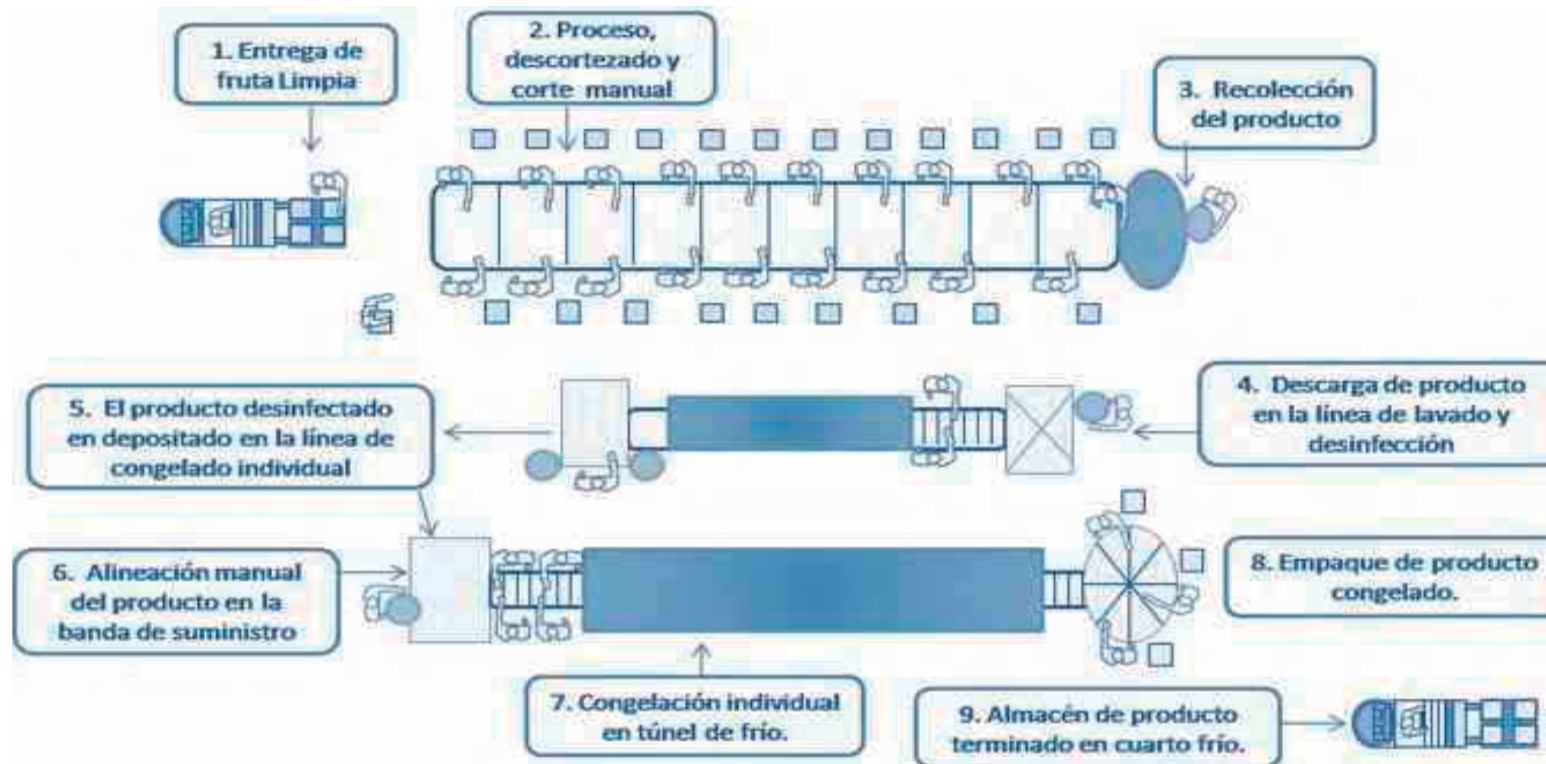 1. Entrega de
fruta Limpia
2. Proceso,
descortezado y
corte manual
3. Recolección
del producto
4. Descarga de producto
en la línea de lavado y
desinfección
5. El producto desinfectado
en depositado en la línea de
congelado individual
6. Alineación manual
del producto en la
banda de suministro
7. Congelación individual
en túnel de frío.
8. Empaque de producto
congelado.
9. Almacén de producto
terminado en cuarto frío.